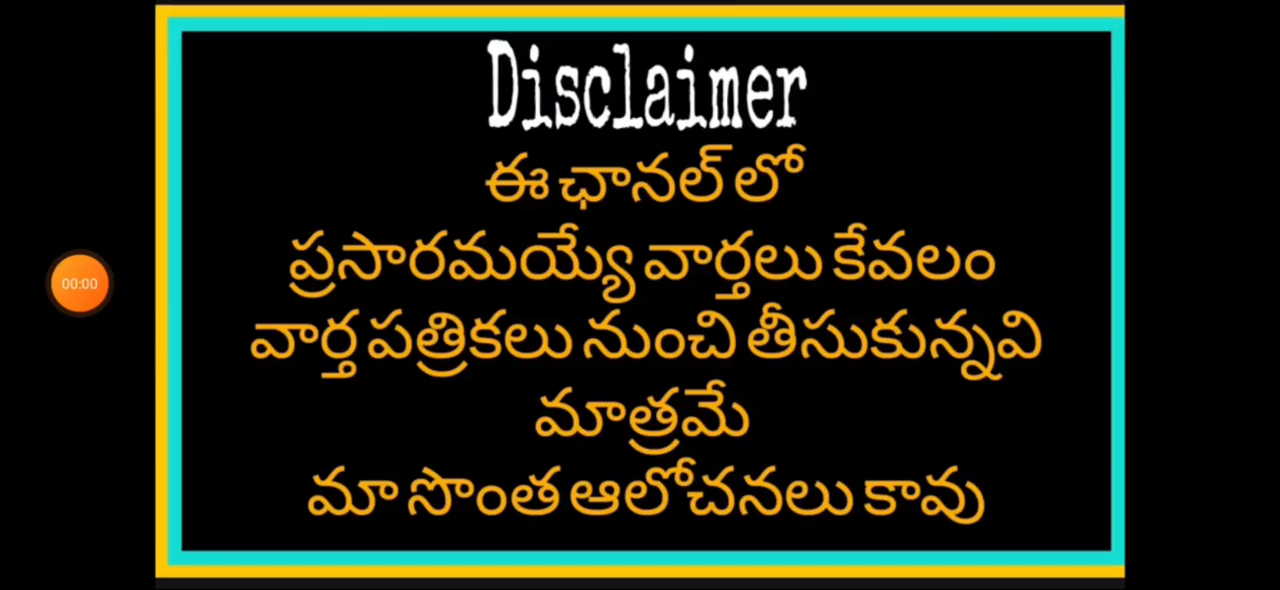 Disclaimer
ఈ ఛానల్ లో
ప్రసారమయ్యే వార్తలు కేవలం
00:00
వార్త పత్రికలు నుంచి తీసుకున్నవి
మాత్రమే
మా సొంత ఆలోచనలు కావు